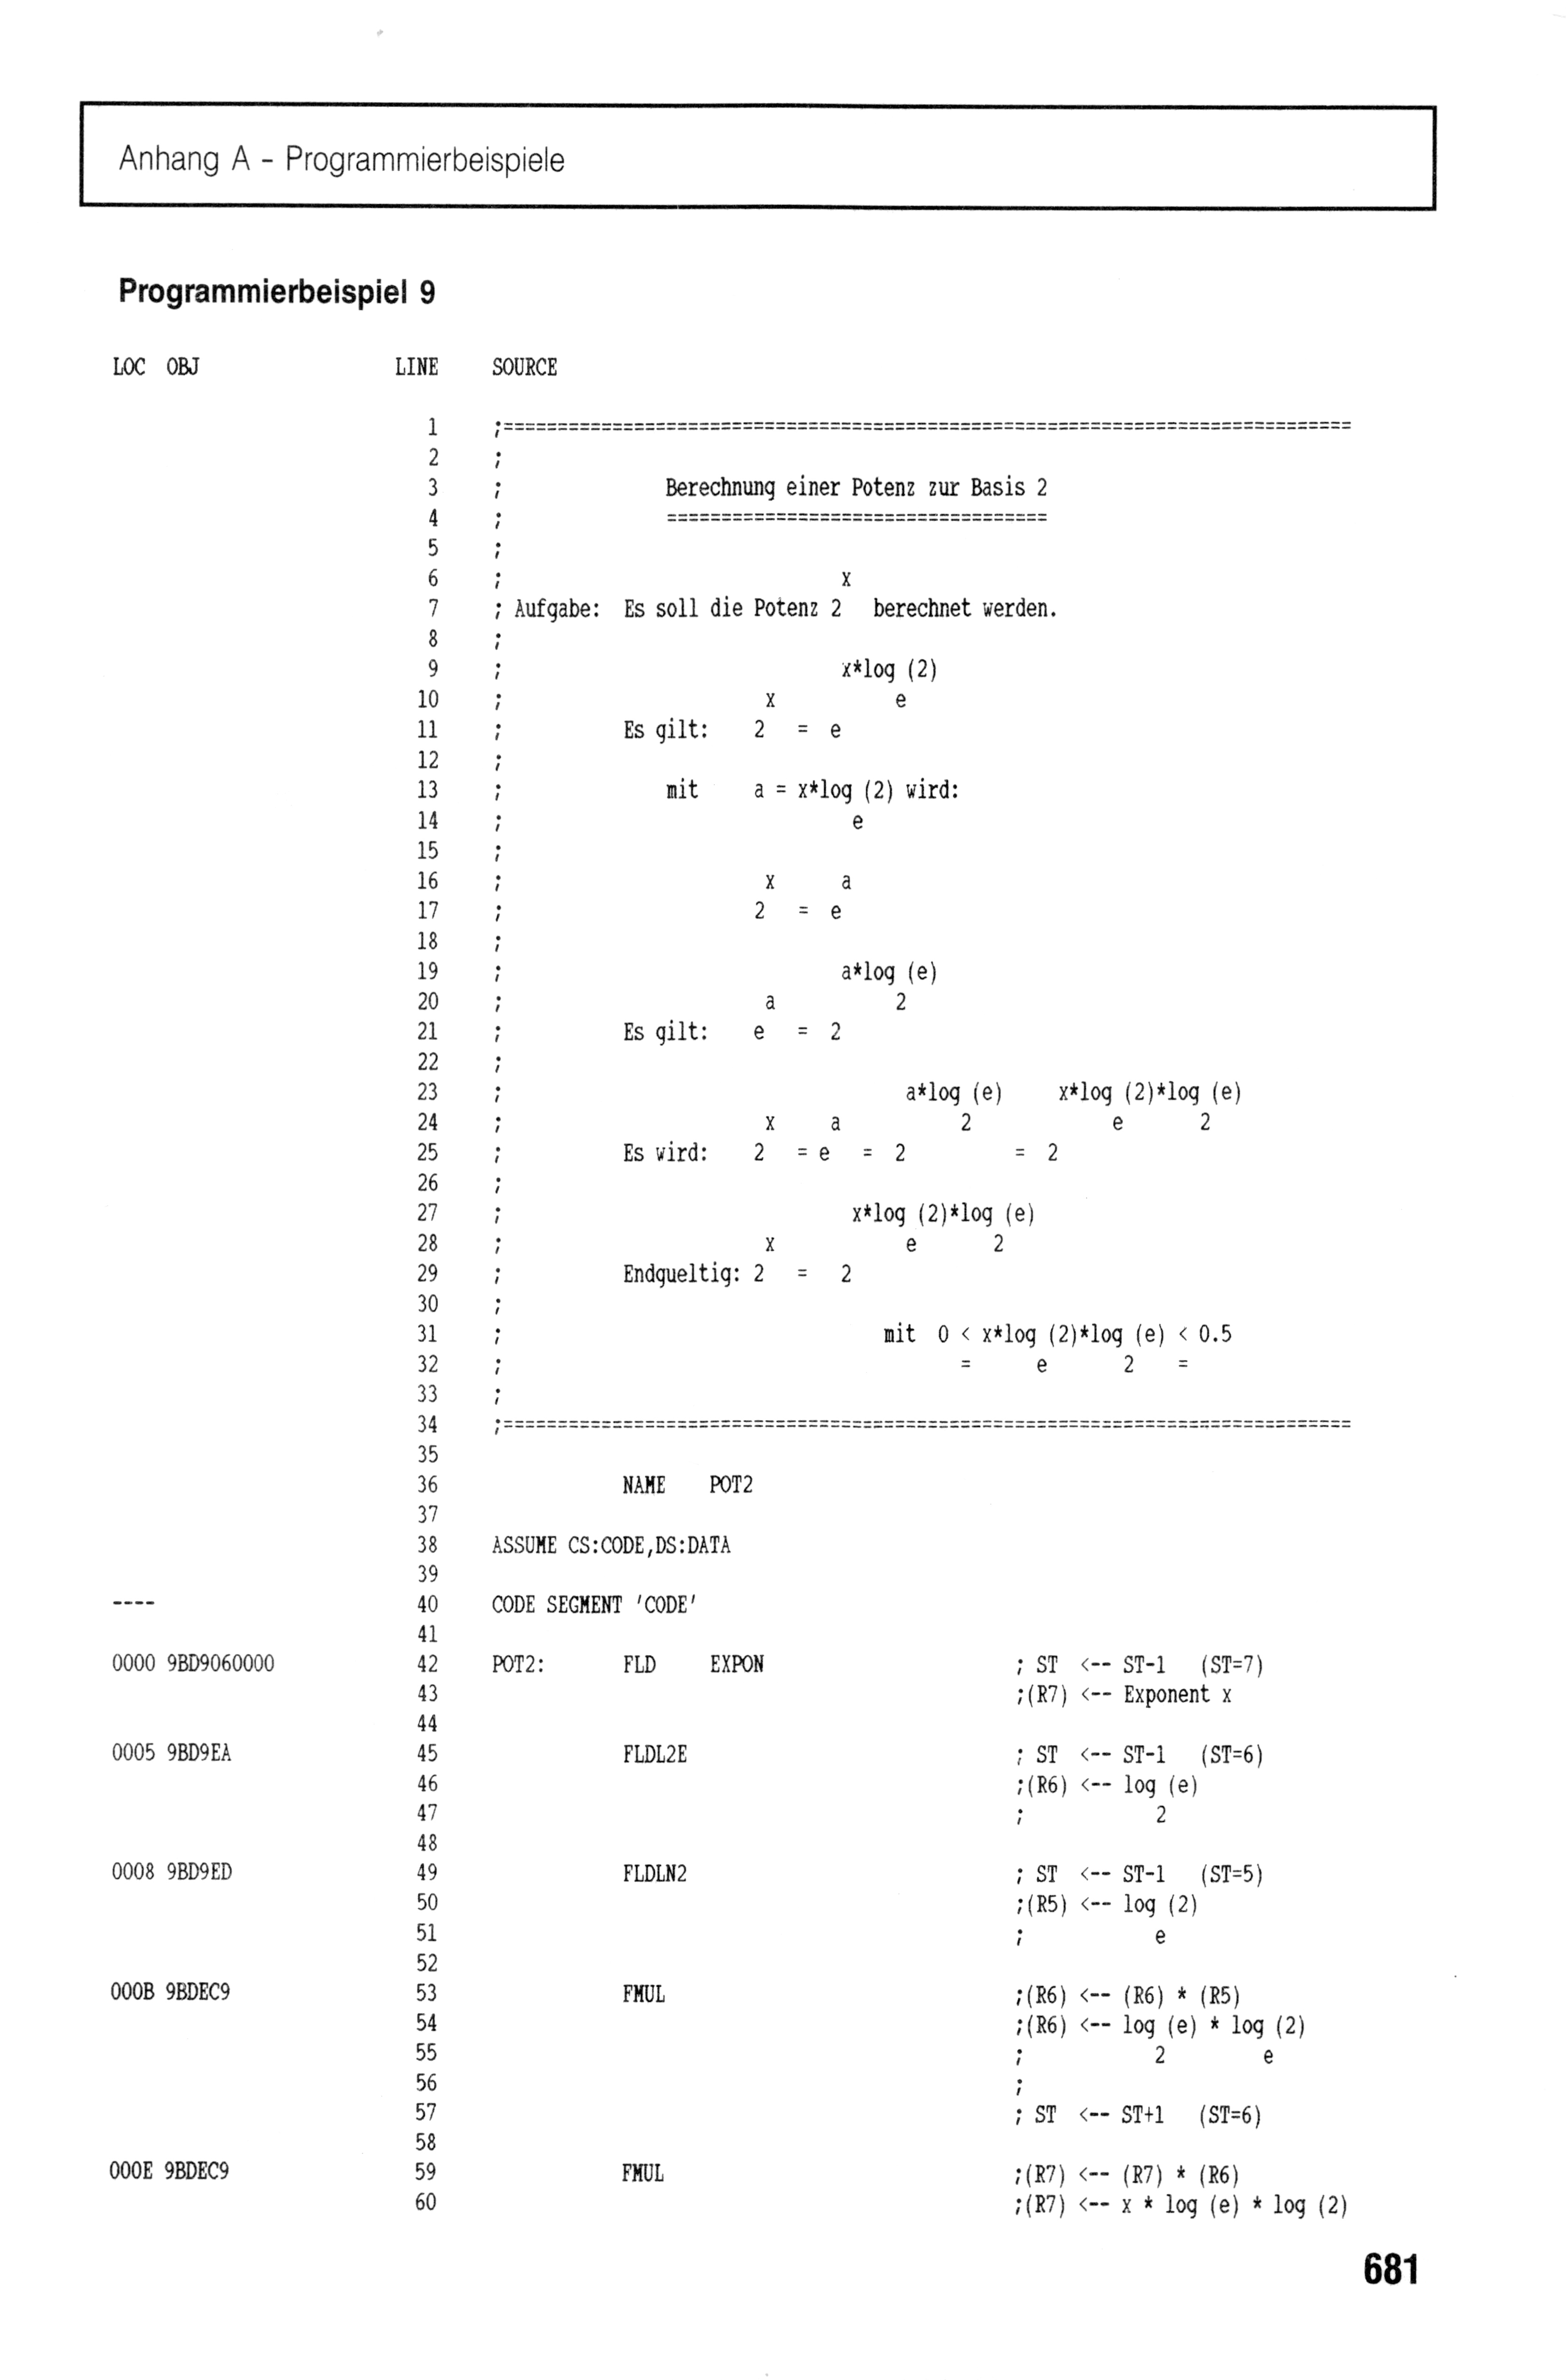 Anhang A - Programmierbeispiele
Programmierbeispiel 9
LOC  OBJ                  LINE     SOURCE
                             1     ;==============================================================================
                             2     ;
                             3     ;               Berechnung einer Potenz zur Basis 2
                             4     ;               ===================================
                             5     ;
                             6     ;                               x
                             7     ; Aufgabe:  Es soll die Potenz 2   berechnet werden.
                             8     ;
                             9     ;                               x*log (2)
                            10     ;                        x           e
                            11     ;           Es gilt:    2   =  e
                            12     ;
                            13     ;               mit     a = x*log (2) wird:
                            14     ;                                e
                            15     ;
                            16     ;                        x      a
                            17     ;                       2   =  e
                            18     ;
                            19     ;                               a*log (e)
                            20     ;                        a           2
                            21     ;           Es gilt:    e   =  2
                            22     ;
                            23     ;                                     a*log (e)     x*log (2)*log (e)
                            24     ;                        x     a           2             e       2
                            25     ;           Es wird:    2   = e   =  2          =  2
                            26     ;
                            27     ;                                x*log (2)*log (e)
                            28     ;                        x            e       2
                            29     ;           Endgueltig: 2   =   2
                            30     ;
                            31     ;                                   mit  0 < x*log (2)*log (e) < 0.5
                            32     ;                                          =      e       2    =
                            33     ;
                            34     ;==============================================================================
                            35
                            36                 NAME    POT2
                            37
                            38     ASSUME CS:CODE,DS:DATA
                            39
----                        40     CODE SEGMENT 'CODE'
                            41
0000 9BD9060000             42     POT2:       FLD     EXPON                       ; ST  <-- ST-1   (ST=7)
                            43                                                     ;(R7) <-- Exponent x
                            44
0005 9BD9EA                 45                 FLDL2E                              ; ST  <-- ST-1   (ST=6)
                            46                                                     ;(R6) <-- log (e)
                            47                                                     ;            2
                            48
0008 9BD9ED                 49                 FLDLN2                              ; ST  <-- ST-1   (ST=5)
                            50                                                     ;(R5) <-- log (2)
                            51                                                     ;            e
                            52
000B 9BDEC9                 53                 FMUL                                ;(R6) <-- (R6) * (R5)
                            54                                                     ;(R6) <-- log (e) * log (2)
                            55                                                     ;            2         e
                            56                                                     ;
                            57                                                     ; ST  <-- ST+1   (ST=6)
                            58
000E 9BDEC9                 59                 FMUL                                ;(R7) <-- (R7) * (R6)
                            60                                                     ;(R7) <-- x * log (e) * log (2)
681